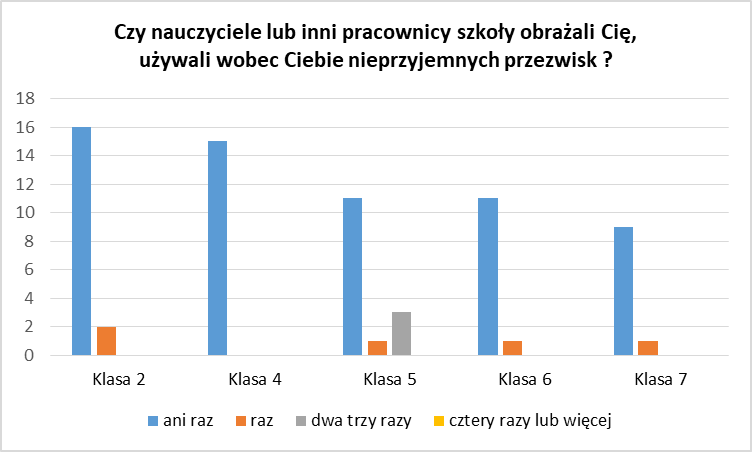 Czy nauczyciele lub inni pracownicy szkoły obrażali Cię,
używali wobec Ciebie nieprzyjemnych przezwisk ?
18
16
14
12
10
8
6
4
2
0
Klasa 2 Klasa 4 Klasa 5 Klasa 6 Klasa 7
ani raz raz dwa trzy razy cztery razy lub więcej